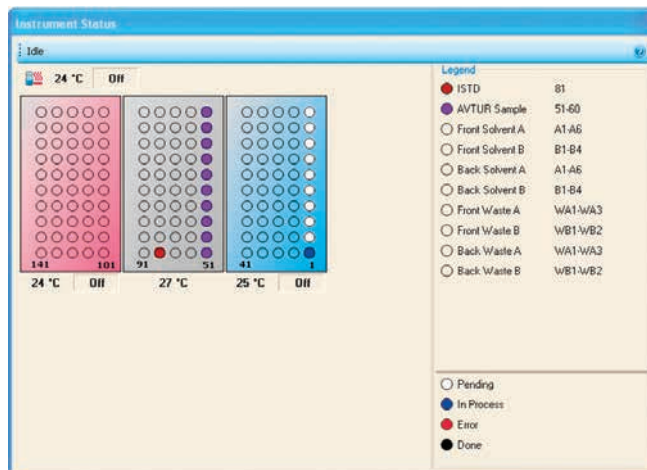 Instrument Status
Idle
24 °C Off
141 101
91 51
41 1
24 °C Off
27 °C
25 °C Off
Legend
ISTD 81
AVTUR Sample 51-60
Front Solvent A A1-A6
Front Solvent B B1-B4
Back Solvent A A1-A6
Back Solvent B B1-B4
Front Waste A WA1-WA3
Front Waste B WB1-WB2
Back Waste A WA1-WA3
Back Waste B WB1-WB2
Pending
In Process
Error
Done